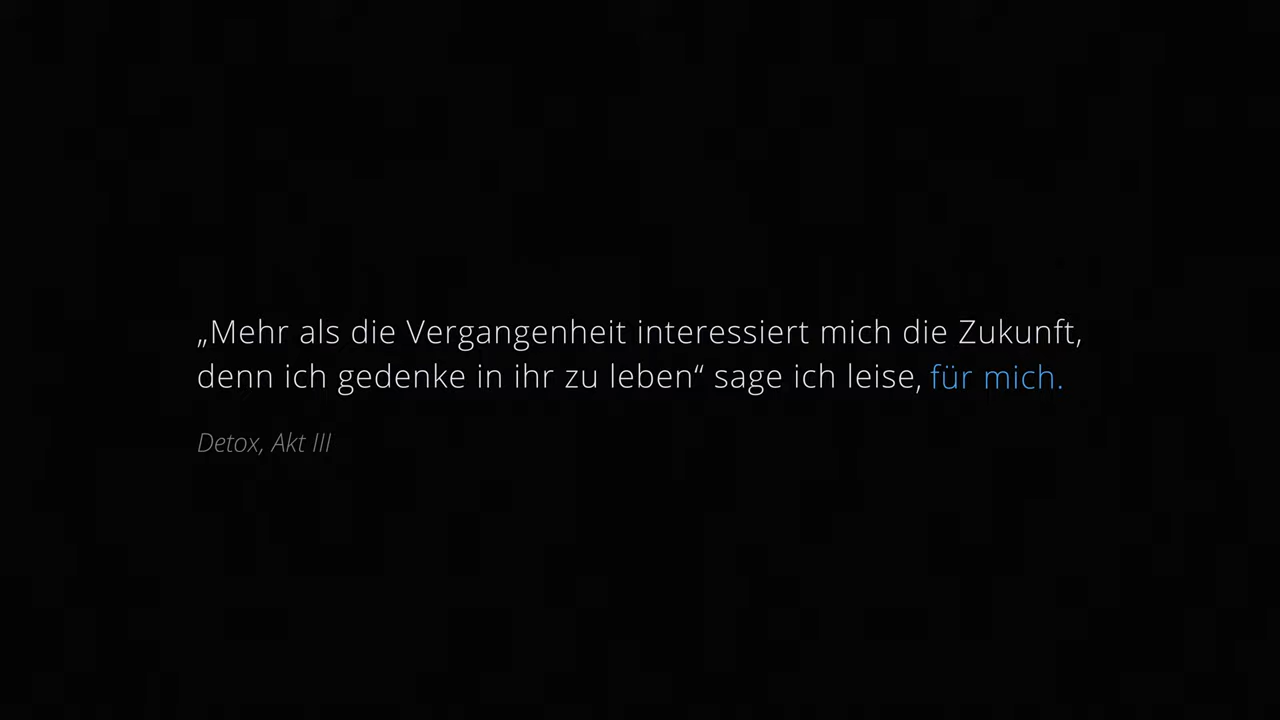 „Mehr als die Vergangenheit interessiert mich die Zukunft,
denn ich gedenke in ihr zu leben“ sage ich leise, für mich.
Detox, Akt III